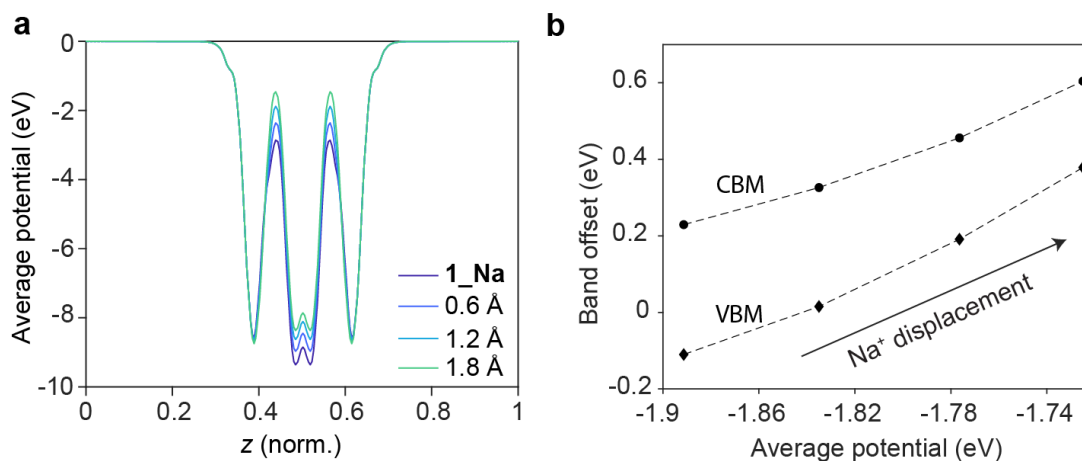 a
0
-2
-4
-6
-8
-10
Average potential (eV)
0
0.2
0.4
0.6
0.8
1
z (norm.)
1_Na
0.6 Å
1.2 Å
1.8 Å
b
0.6
0.4
0.2
0
-0.2
Band offset (eV)
CBM
VBM
Na⁺ displacement
-1.9
-1.86
-1.82
-1.78
-1.74
Average potential (eV)